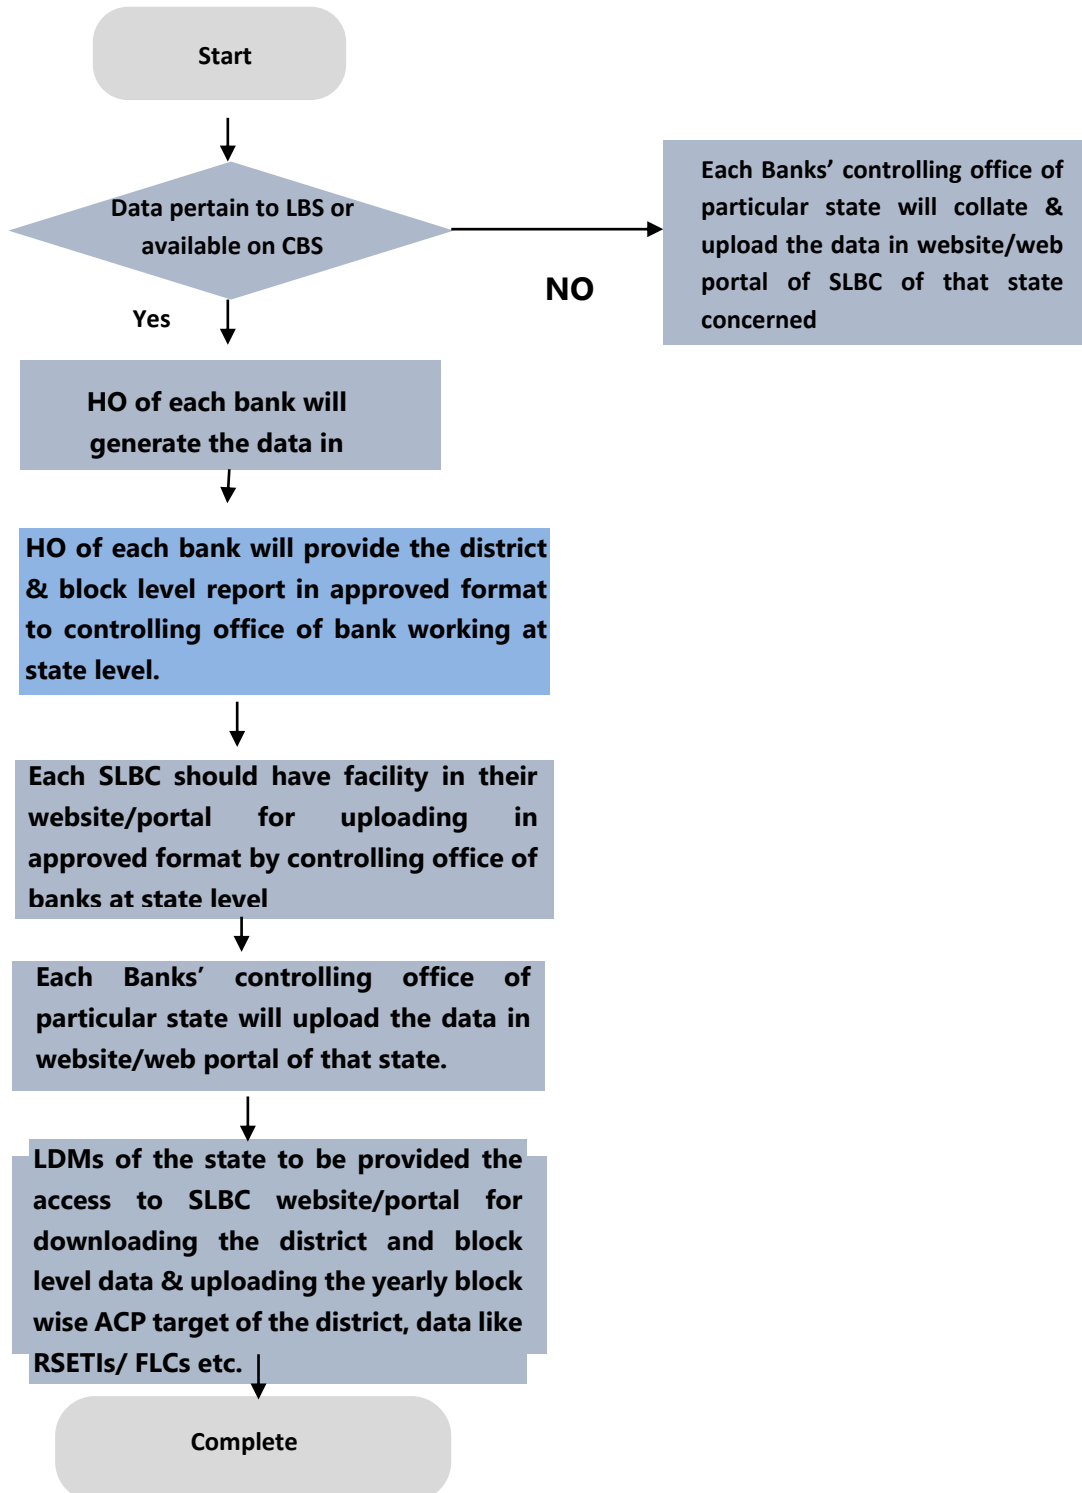 Start
Data pertain to LBS or
available on CBS
NO
Each Banks’ controlling office of
particular state will collate &
upload the data in website/web
portal of SLBC of that state
concerned
Yes
HO of each bank will
generate the data in
HO of each bank will provide the district
& block level report in approved format
to controlling office of bank working at
state level.
Each SLBC should have facility in their
website/portal for uploading in
approved format by controlling office of
banks at state level
Each Banks’ controlling office of
particular state will upload the data in
website/web portal of that state.
LDMs of the state to be provided the
access to SLBC website/portal for
downloading the district and block
level data & uploading the yearly block
wise ACP target of the district, data like
RSETIs/ FLCs etc.
Complete